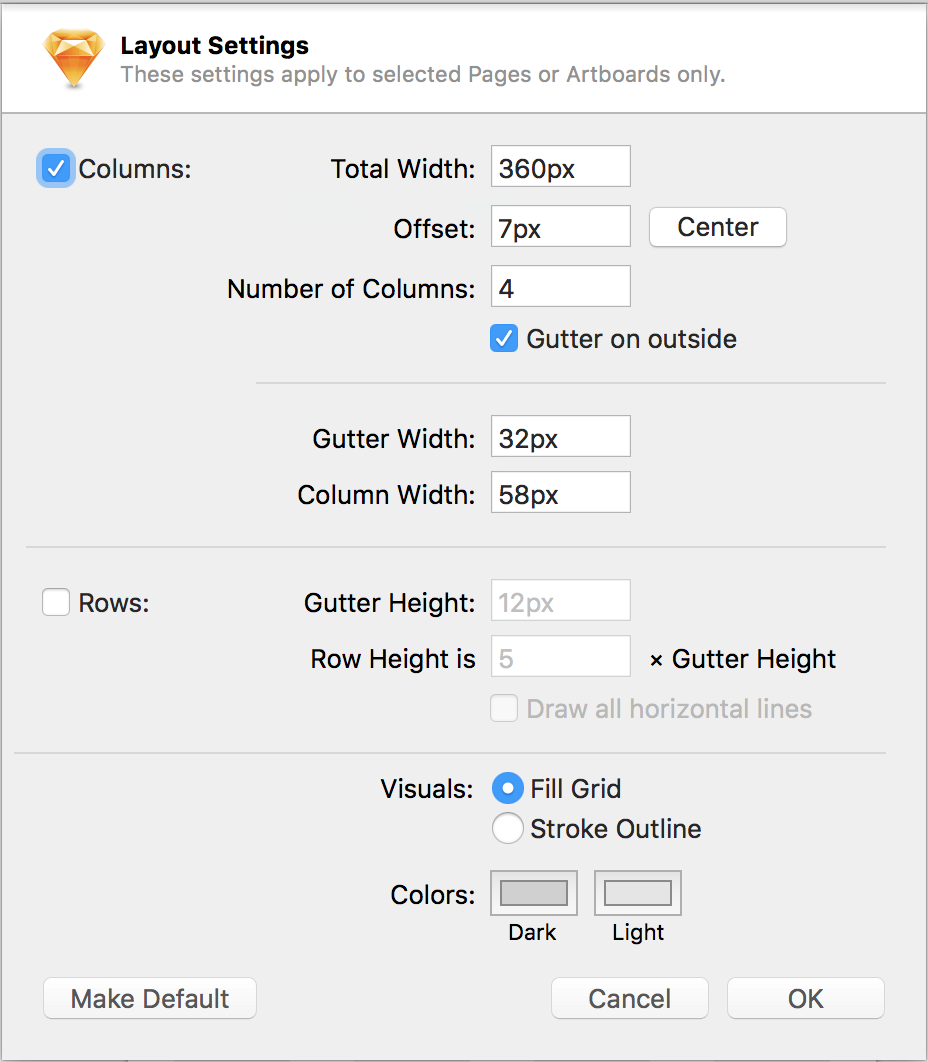 Layout Settings
These settings apply to selected Pages or Artboards only.
Columns: Total Width: 360px
Offset: 7px Center
Number of Columns: 4
Gutter on outside
Gutter Width: 32px
Column Width: 58px
Rows: Gutter Height: 12px
Row Height is 5 × Gutter Height
Draw all horizontal lines
Visuals: Fill Grid
Stroke Outline
Colors:
Dark Light
Make Default Cancel OK